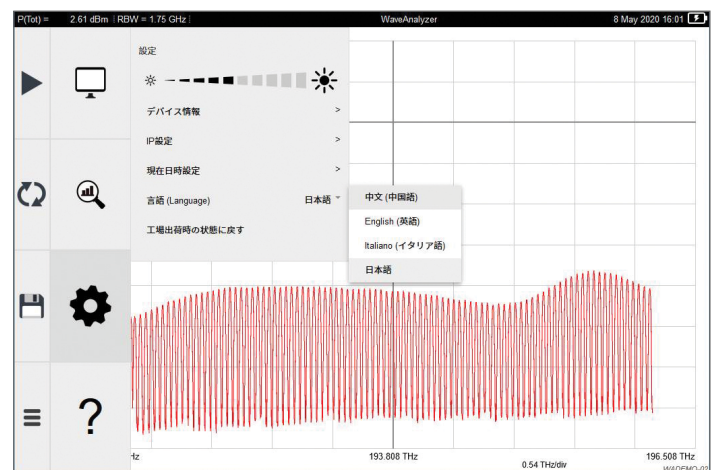 P(Tot) = 2.61 dBm RBW = 1.75 GHz WaveAnalyzer 8 May 2020 16:01
設定
デバイス情報 >
IP設定 >
現在日時設定 >
言語 (Language) 日本語
工場出荷時の状態に戻す
中文 (中国語)
English (英語)
Italiano (イタリア語)
日本語
?
Hz 193.808 THz 0.54 THz/div 196.508 THz
WADEMO-02